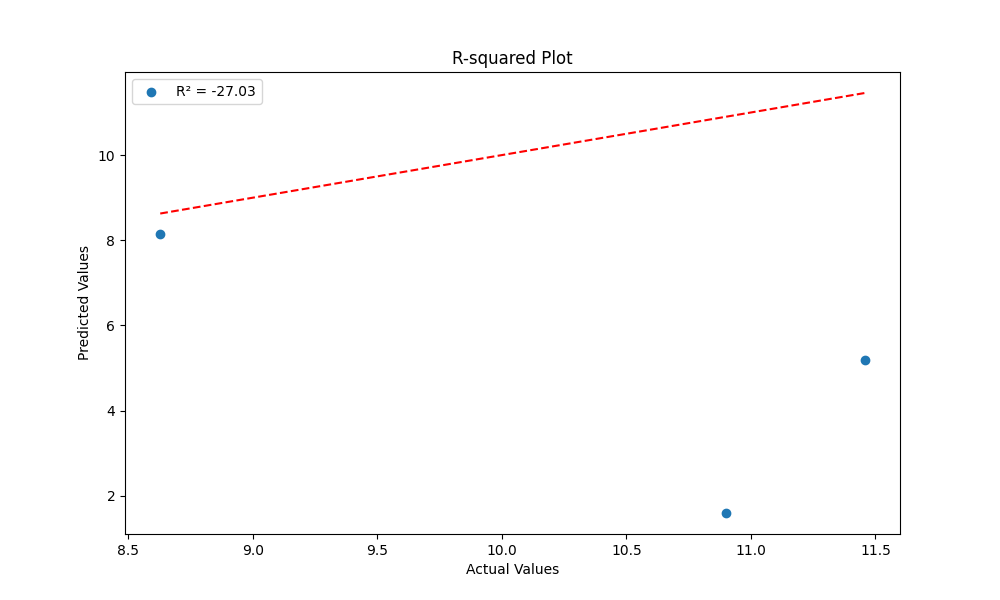 R-squared Plot
R² = -27.03
10
8
6
4
2
Predicted Values
8.5 9.0 9.5 10.0 10.5 11.0 11.5
Actual Values